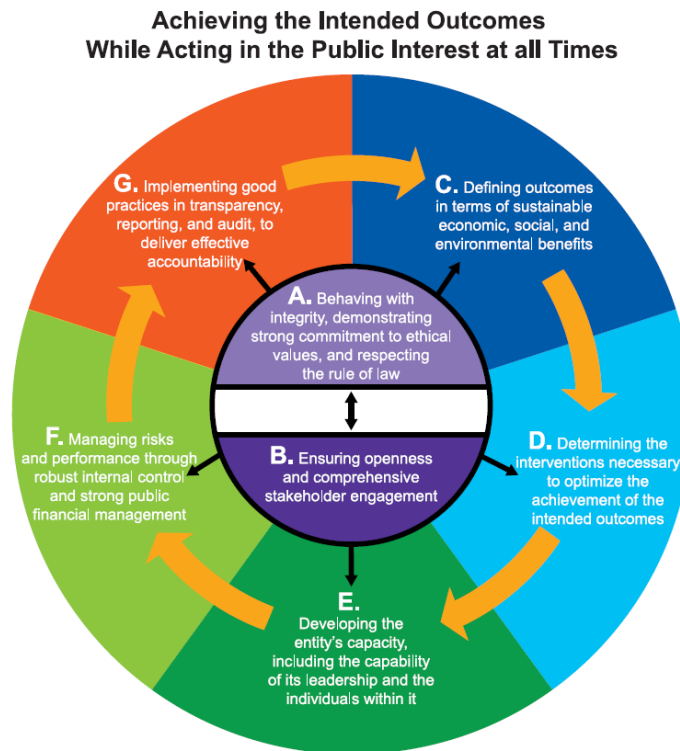 Achieving the Intended Outcomes
While Acting in the Public Interest at all Times
G. Implementing good
practices in transparency,
reporting, and audit, to
deliver effective
accountability
C. Defining outcomes
in terms of sustainable
economic, social, and
environmental benefits
A. Behaving with
integrity, demonstrating
strong commitment to ethical
values, and respecting
the rule of law
B. Ensuring openness
and comprehensive
stakeholder engagement
F. Managing risks
and performance through
robust internal control
and strong public
financial management
D. Determining the
interventions necessary
to optimize the
achievement of the
intended outcomes
E.
Developing the
entity's capacity,
including the capability
of its leadership and the
individuals within it